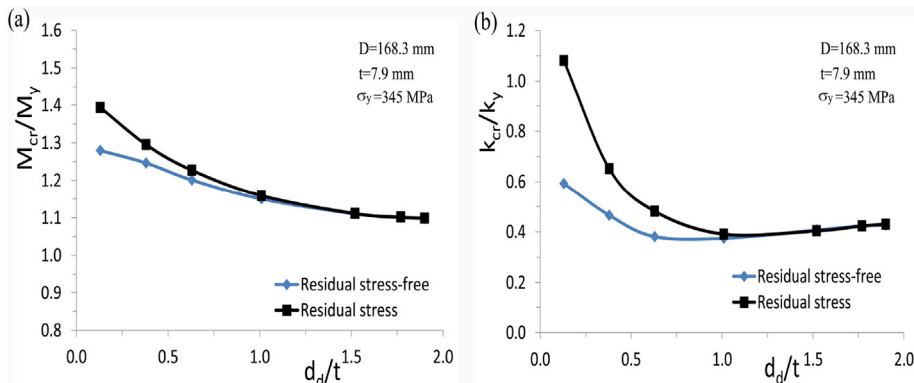 (a)
D=168.3 mm
t=7.9 mm
σy =345 MPa
Mcr/My
1.6
1.5
1.4
1.3
1.2
1.1
1.0
0.9
0.8
Residual stress-free
Residual stress
0.0 0.5 1.0 1.5 2.0
dd/t
(b)
D=168.3 mm
t=7.9 mm
σy =345 MPa
kcr/ky
1.2
1.0
0.8
0.6
0.4
0.2
0.0
Residual stress-free
Residual stress
0.0 0.5 1.0 1.5 2.0
dd/t